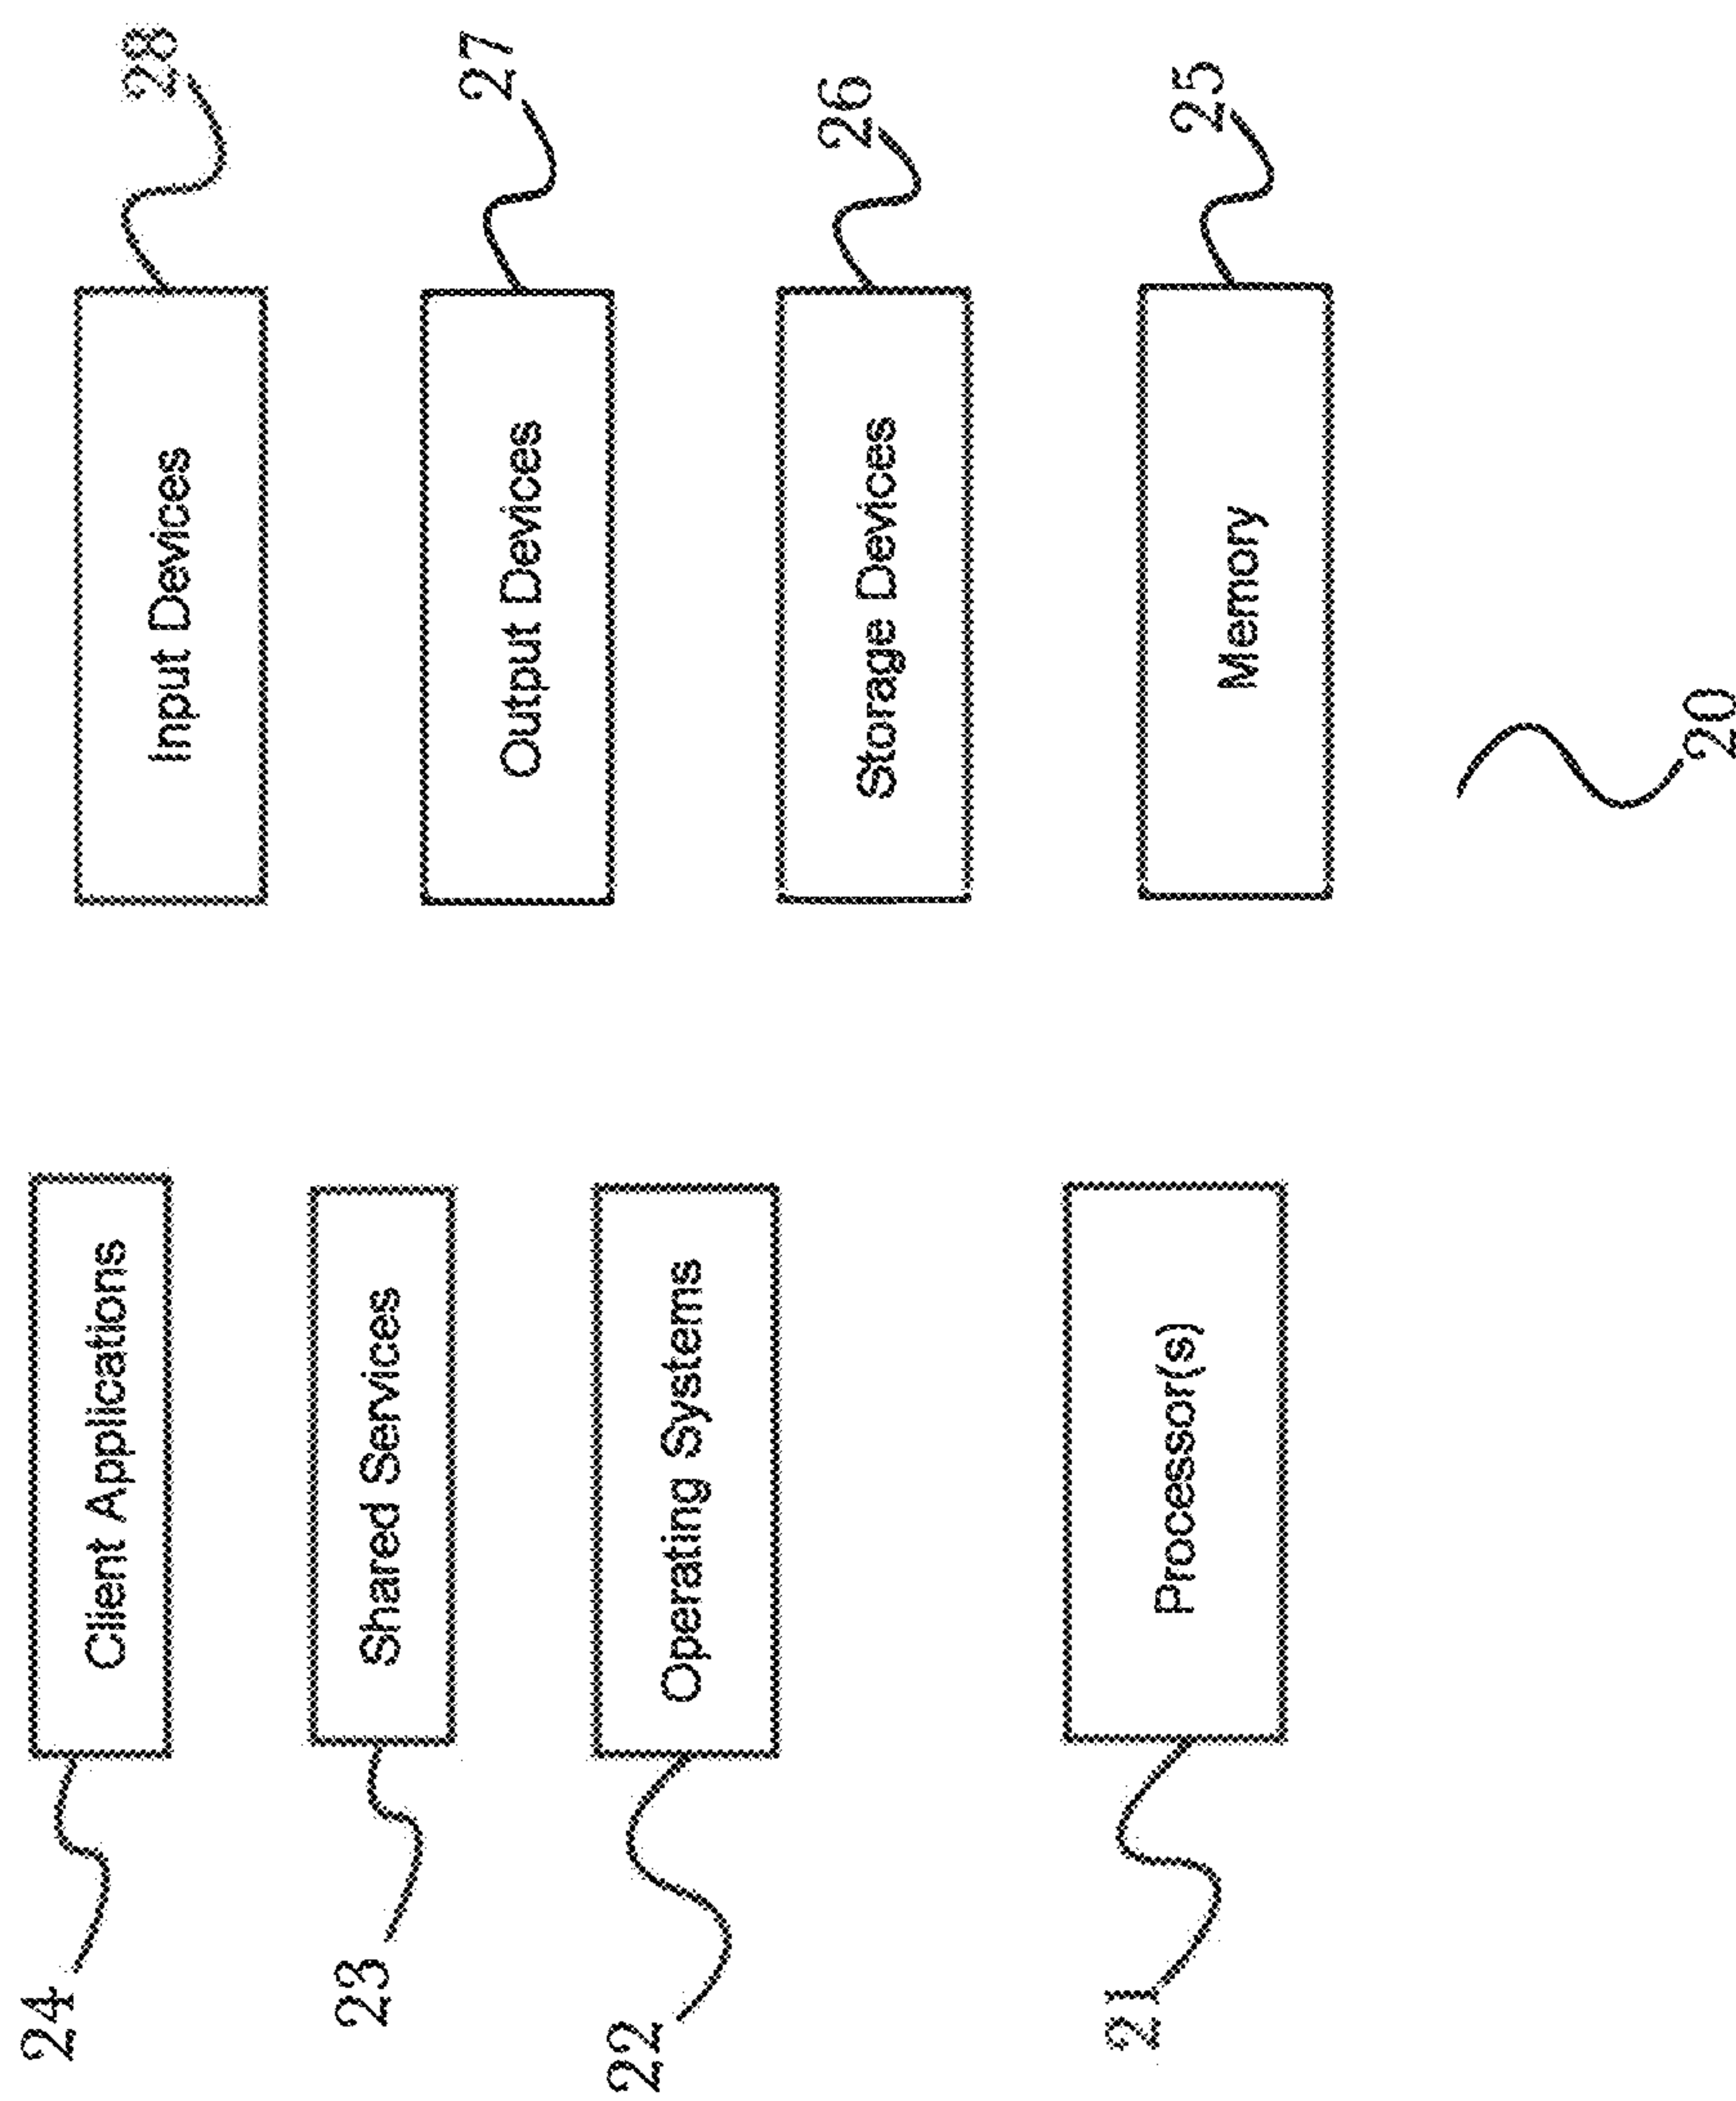 24
Client Applications
Input Devices
28
23
Shared Services
Output Devices
27
22
Operating Systems
Storage Devices
26
21
Processor(s)
Memory
25
20